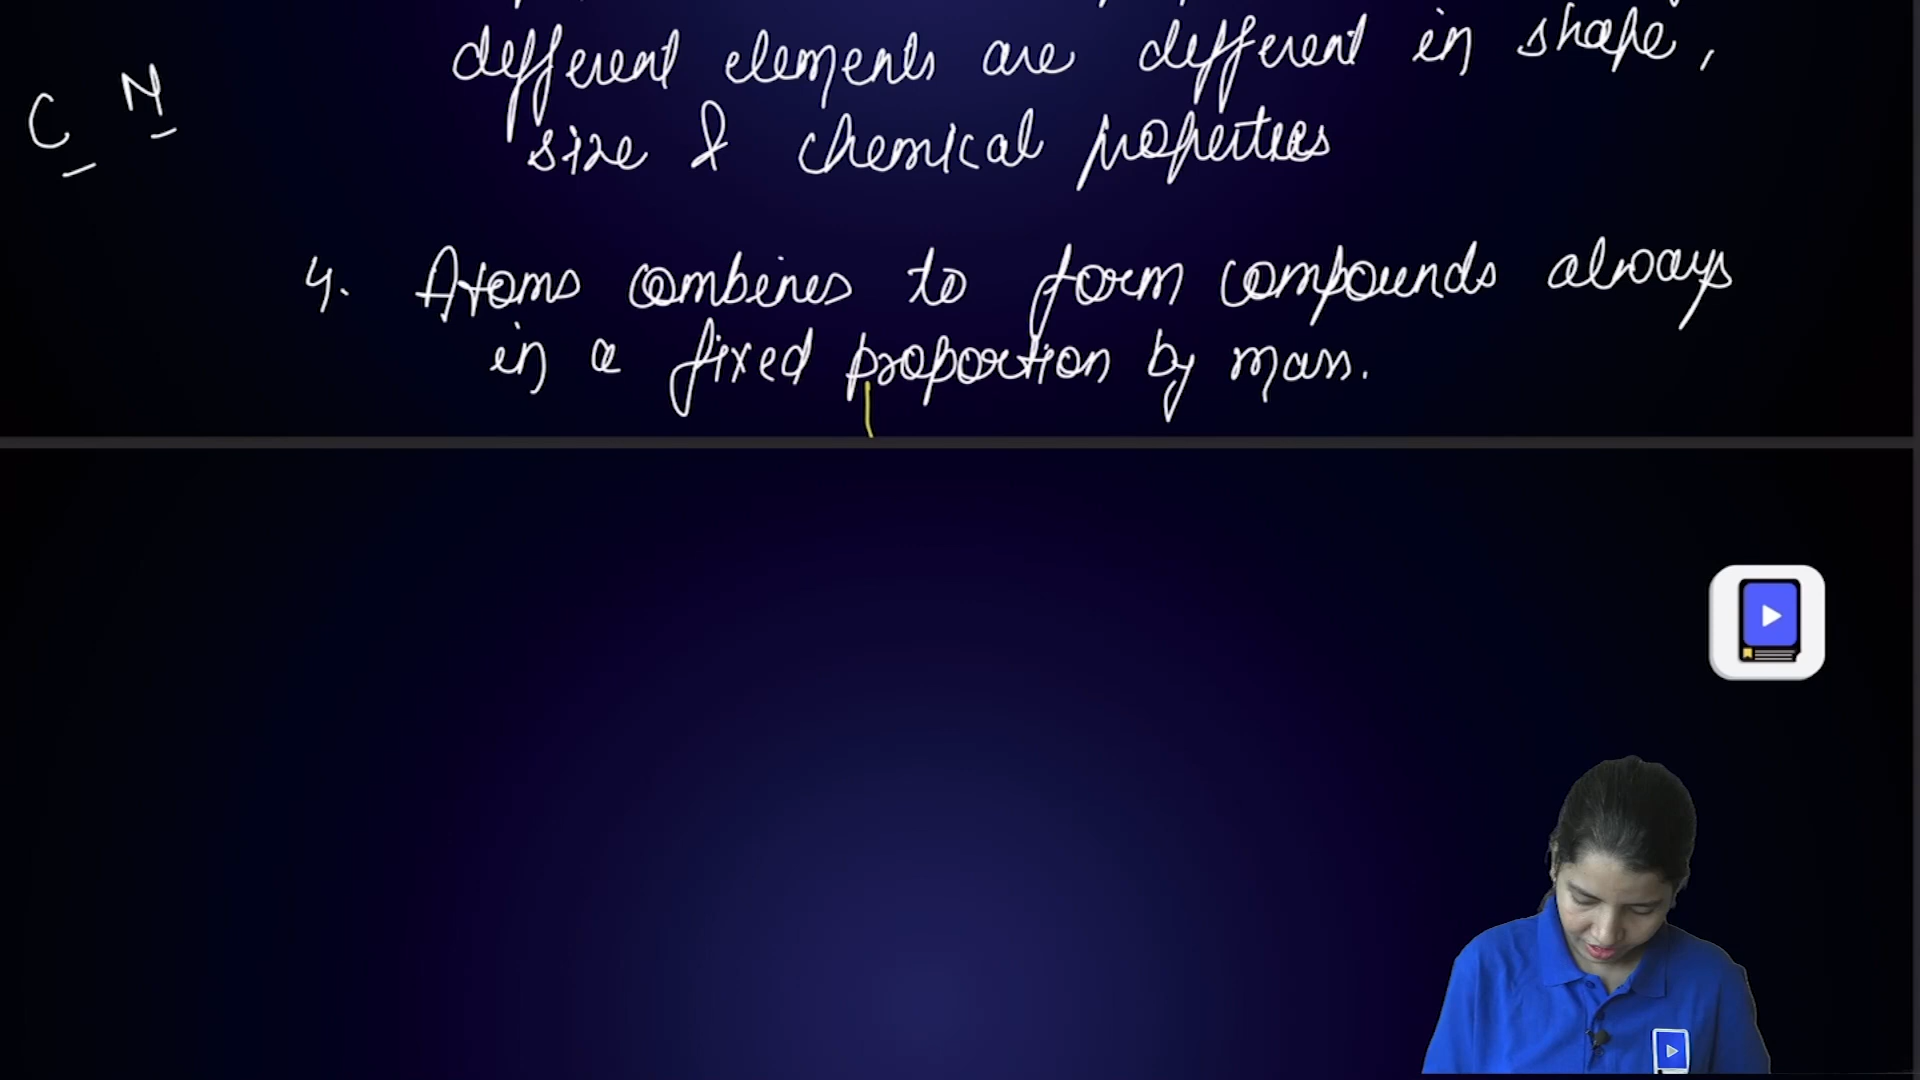 different elements are different in shape,
C N
size & chemical properties
4. Atoms combines to form compounds always
in a fixed proportion by mass.